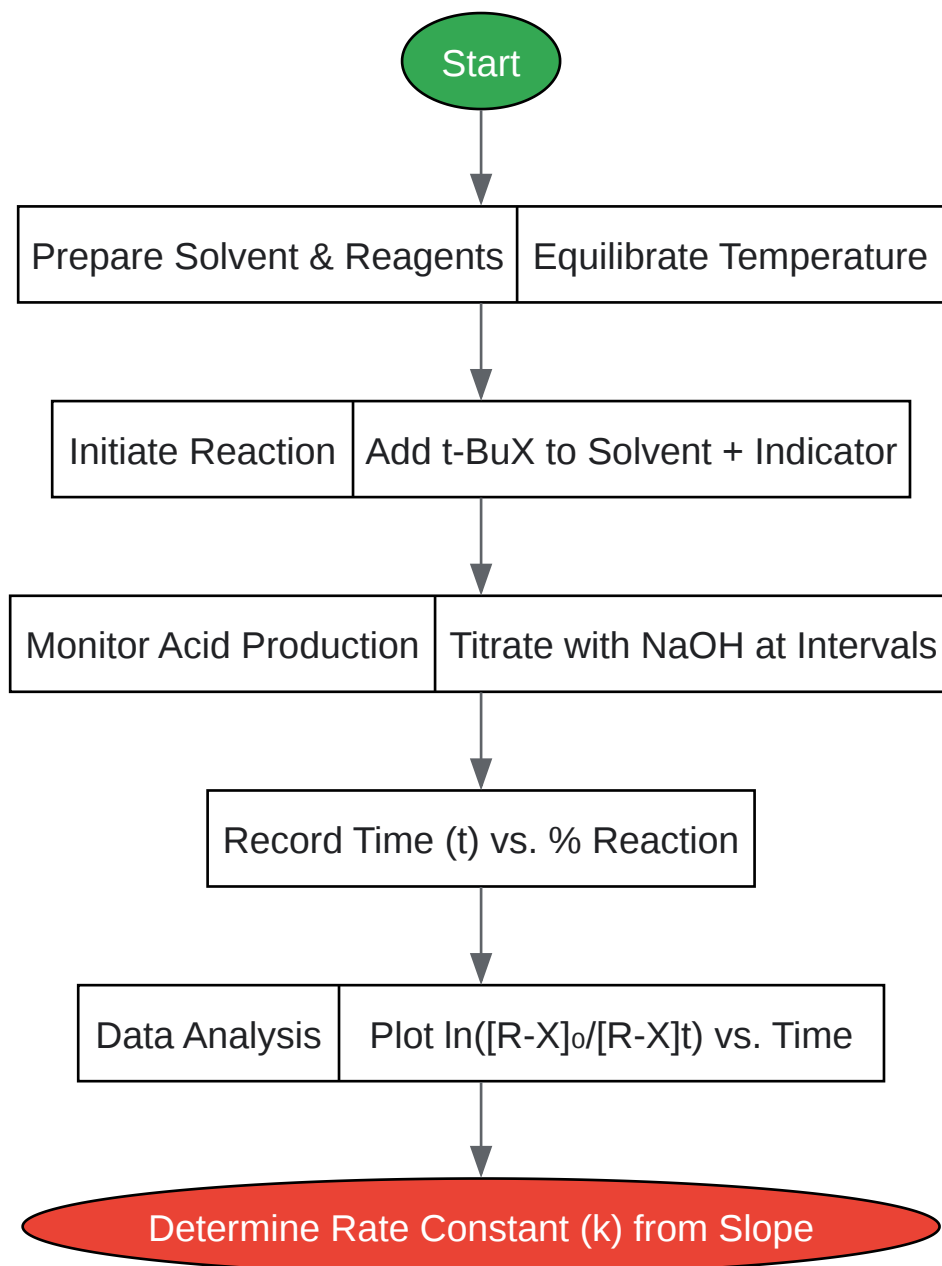 Start
Prepare Solvent & Reagents
Equilibrate Temperature
Initiate Reaction
Add t-BuX to Solvent + Indicator
Monitor Acid Production
Titrate with NaOH at Intervals
Record Time (t) vs. % Reaction
Data Analysis
Plot ln([R-X]₀/[R-X]t) vs. Time
Determine Rate Constant (k) from Slope